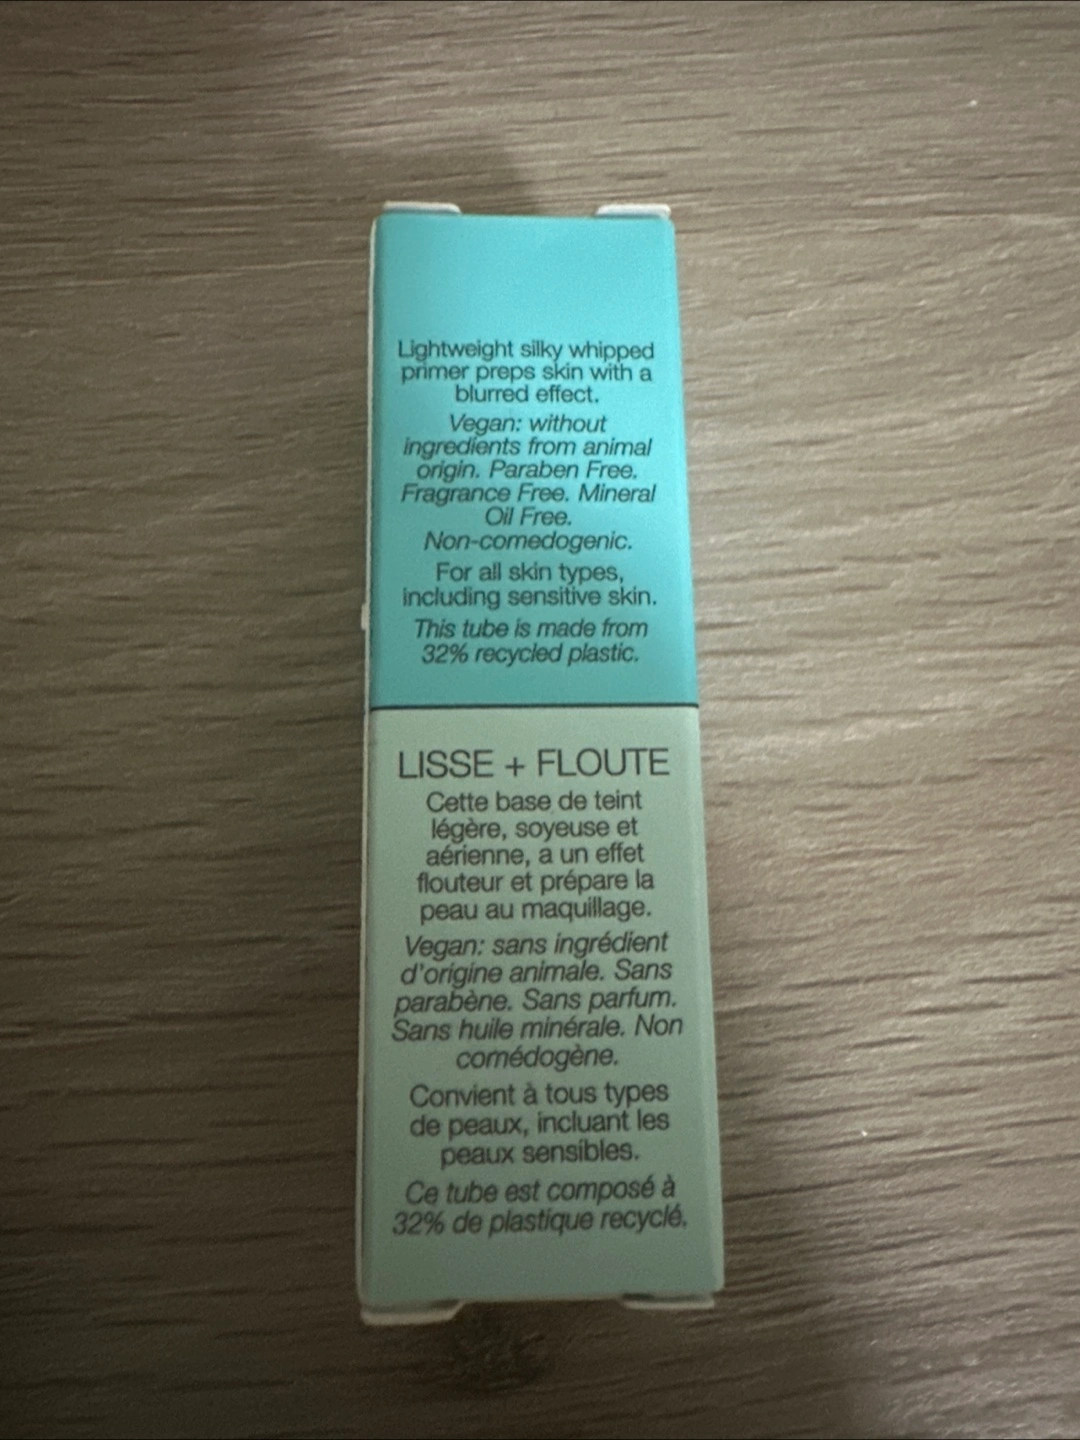 Lightweight silky whipped
primer preps skin with a
blurred effect.
Vegan: without
ingredients from animal
origin. Paraben Free.
Fragrance Free. Mineral
Oil Free.
Non-comedogenic.
For all skin types,
including sensitive skin.
This tube is made from
32% recycled plastic.
LISSE + FLOUTE
Cette base de teint
légère, soyeuse et
aérienne, a un effet
flouteur et prépare la
peau au maquillage.
Vegan: sans ingrédient
d'origine animale. Sans
parabène. Sans parfum.
Sans huile minérale. Non
comédogène.
Convient à tous types
de peaux, incluant les
peaux sensibles.
Ce tube est composé à
32% de plastique recyclé.